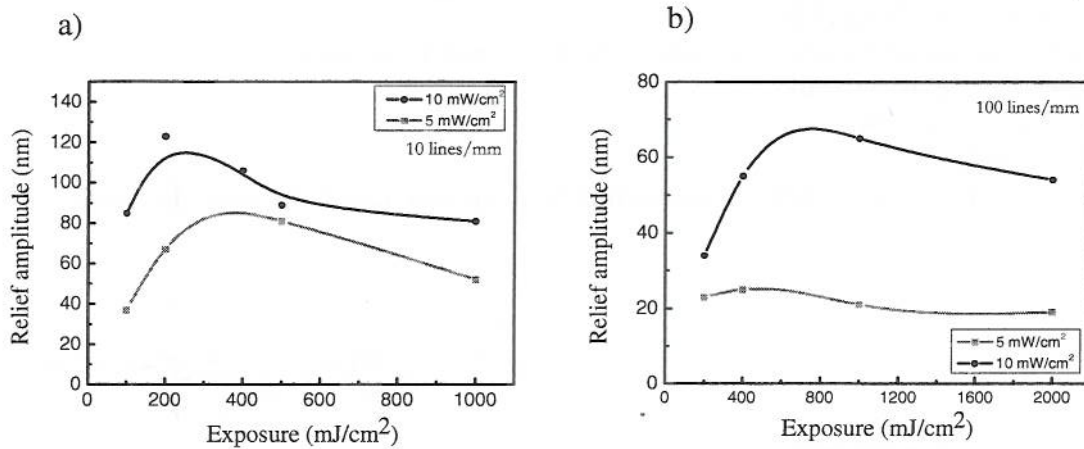 a)
Relief amplitude (nm)
140
120
100
80
60
40
20
0
10 mW/cm²
5 mW/cm²
10 lines/mm
0 200 400 600 800 1000
Exposure (mJ/cm²)
b)
Relief amplitude (nm)
80
60
40
20
0
100 lines/mm
5 mW/cm²
10 mW/cm²
0 400 800 1200 1600 2000
Exposure (mJ/cm²)